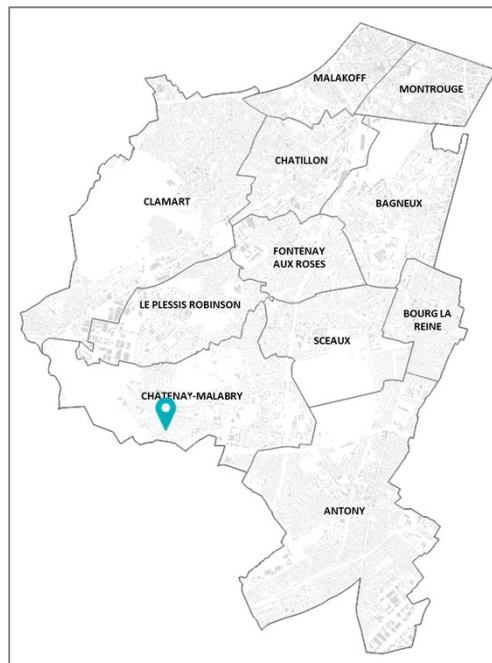 MALAKOFF
MONTROUGE
CHATILLON
CLAMART
BAGNEUX
FONTENAY
AUX ROSES
LE PLESSIS ROBINSON
BOURG LA
REINE
SCEAUX
CHATENAY-MALABRY
ANTONY